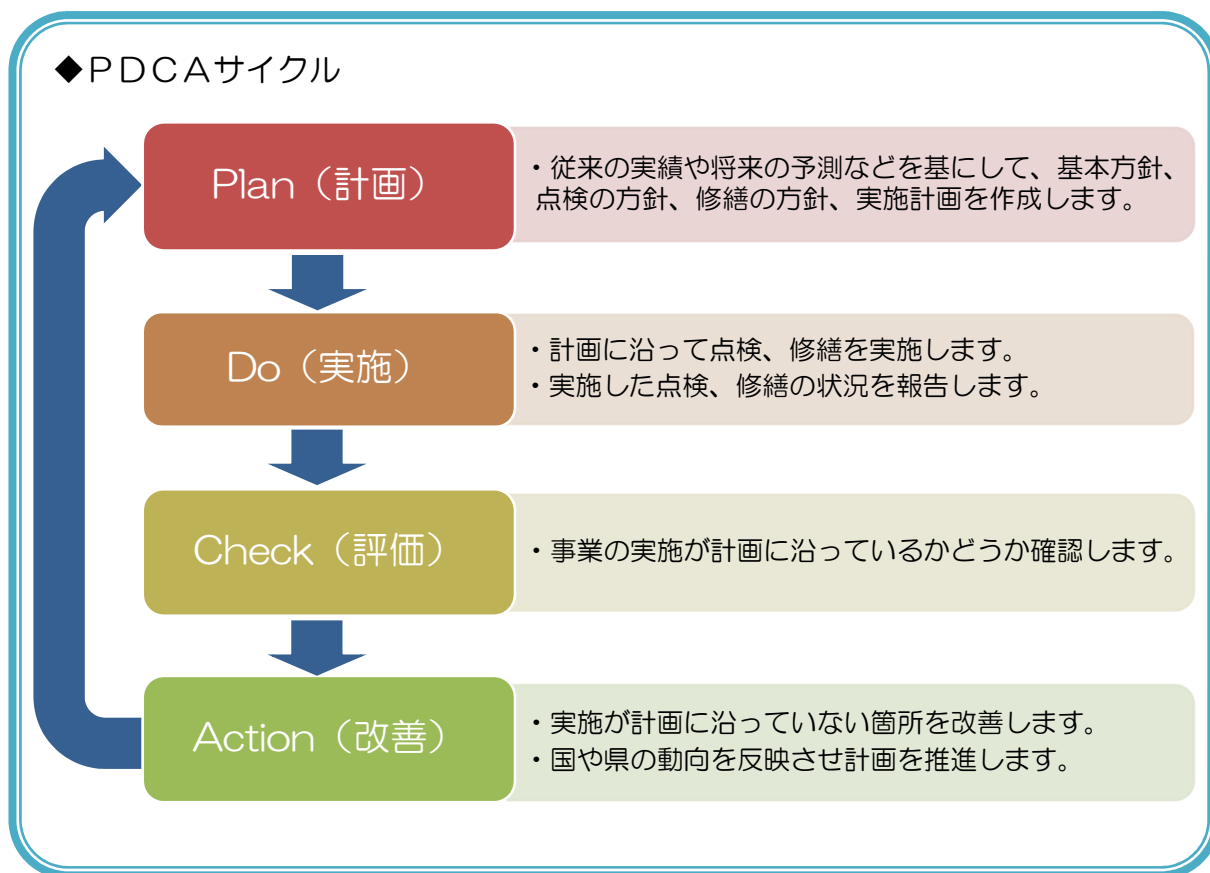 ◆ＰＤＣＡサイクル
Plan（計画）
・従来の実績や将来の予測などを基にして、基本方針、
点検の方針、修繕の方針、実施計画を作成します。
Do（実施）
・計画に沿って点検、修繕を実施します。
・実施した点検、修繕の状況を報告します。
Check（評価）
・事業の実施が計画に沿っているかどうか確認します。
Action（改善）
・実施が計画に沿っていない箇所を改善します。
・国や県の動向を反映させ計画を推進します。